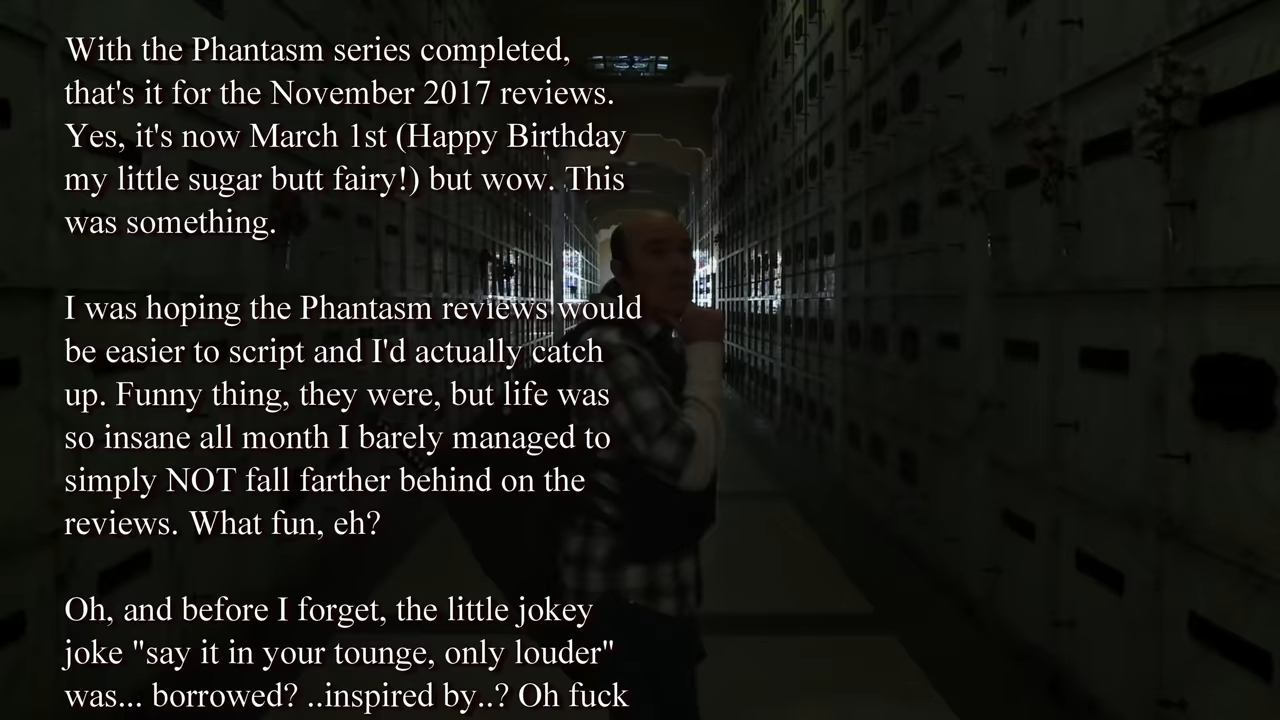 With the Phantasm series completed,
that's it for the November 2017 reviews.
Yes, it's now March 1st (Happy Birthday
my little sugar butt fairy!) but wow. This
was something.
I was hoping the Phantasm reviews would
be easier to script and I'd actually catch
up. Funny thing, they were, but life was
so insane all month I barely managed to
simply NOT fall farther behind on the
reviews. What fun, eh?
Oh, and before I forget, the little jokey
joke "say it in your tounge, only louder"
was... borrowed? ..inspired by..? Oh fuck